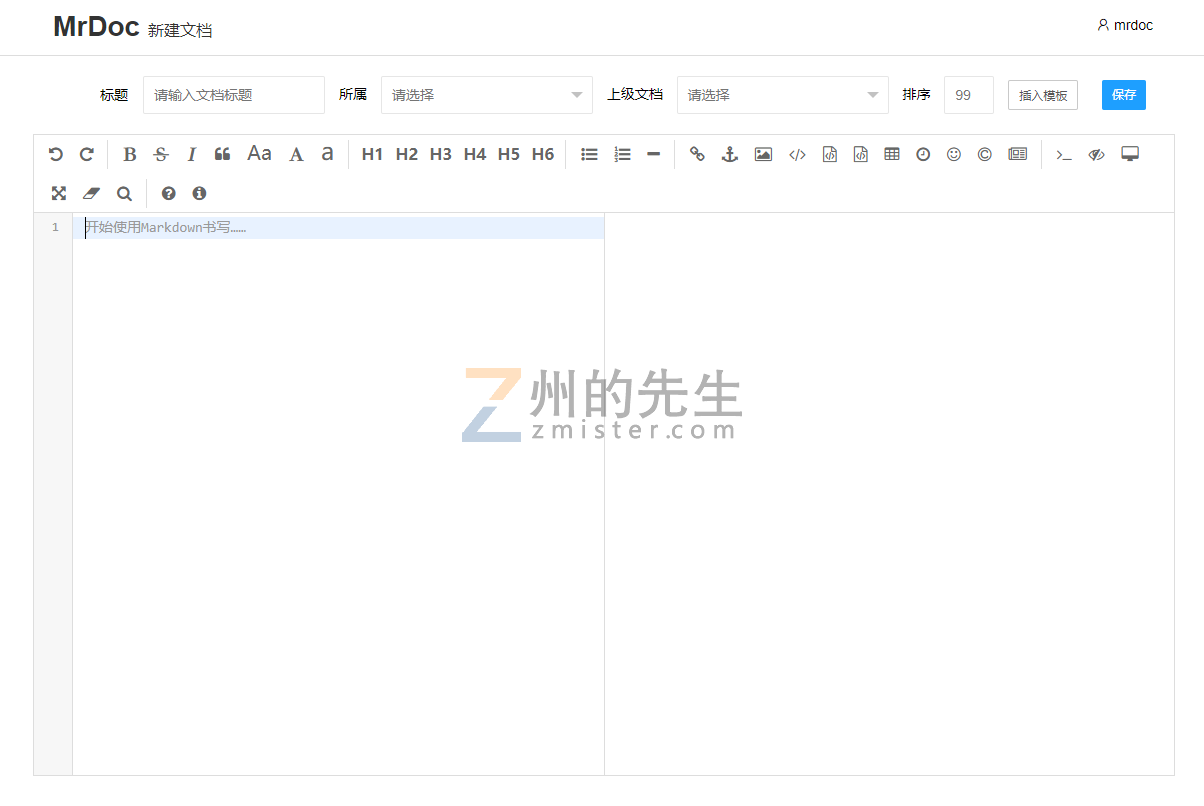 MrDoc 新建文档
mrdoc
标题 请输入文档标题 所属 请选择 上级文档 请选择 排序 99 插入模板 保存
B S I Aa A a H1 H2 H3 H4 H5 H6
1 开始使用Markdown书写……
州的先生
zmister.com